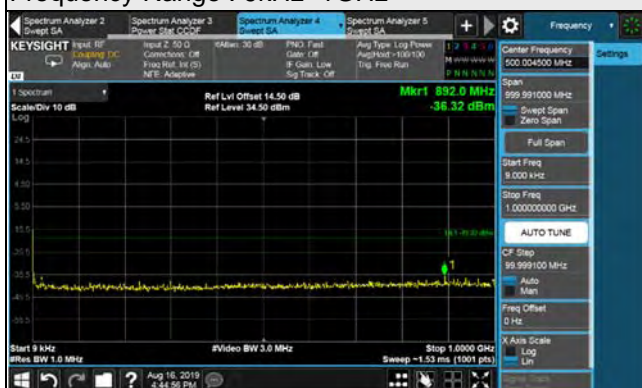 Spectrum Analyzer 2
Swept SA
Spectrum Analyzer 3
Power Stat CCDF
Spectrum Analyzer 4
Swept SA
Spectrum Analyzer 5
Swept SA
+
Frequency
KEYSIGHT
Input: RF
Coupling: DC
Align: Auto
Input Z: 50 Ω
Corrections: Off
Freq Ref: Int (S)
NFE: Adaptive
#Atten: 30 dB
PNO: Fast
Gate: Off
IF Gain: Low
Sig Track: Off
Avg Type: Log-Power
Avg|Hold: >100/100
Trig: Free Run
1 2 3 4 5 6
M W W W W W
P N N N N N
Settings
Center Frequency
500.004500 MHz
Span
999.991000 MHz
Swept Span
Zero Span
Full Span
Start Freq
9.000 kHz
Stop Freq
1.000000000 GHz
AUTO TUNE
CF Step
99.999100 MHz
Auto
Man
Freq Offset
0 Hz
X Axis Scale
Log
Lin
1 Spectrum
Scale/Div 10 dB
Log
Ref Lvl Offset 14.50 dB
Ref Level 34.50 dBm
Mkr1 892.0 MHz
-36.32 dBm
24.5
14.5
4.50
-5.50
-15.5
-25.5
-35.5
-45.5
-55.5
1
Start 9 kHz
#Res BW 1.0 MHz
#Video BW 3.0 MHz
Stop 1.0000 GHz
Sweep ~1.53 ms (1001 pts)
?
Aug 16, 2019
4:44:56 PM